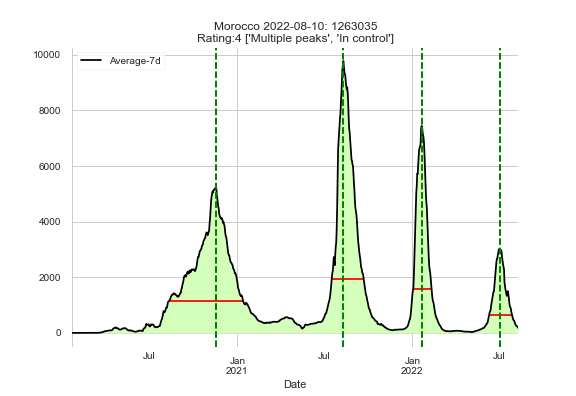 Morocco 2022-08-10: 1263035
Rating:4 ['Multiple peaks', 'In control']
Average-7d
10000
8000
6000
4000
2000
0
Jul
Jan
2021
Jul
Jan
2022
Jul
Date